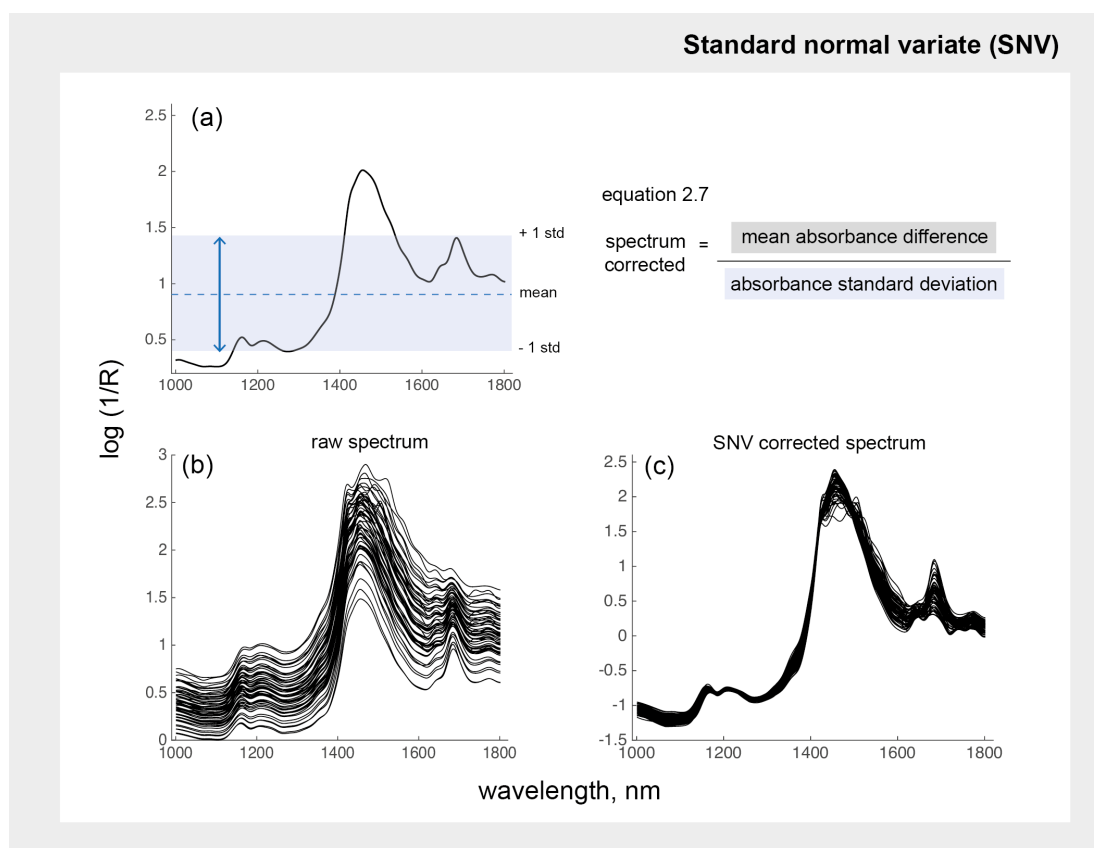 Standard normal variate (SNV)
(a)
2.5
2
1.5
1
0.5
1000 1200 1400 1600 1800
+ 1 std
mean
- 1 std
equation 2.7
spectrum corrected = mean absorbance difference
absorbance standard deviation
log (1/R)
raw spectrum
(b)
3
2.5
2
1.5
1
0.5
0
1000 1200 1400 1600 1800
SNV corrected spectrum
(c)
2.5
2
1.5
1
0.5
0
-0.5
-1
-1.5
1000 1200 1400 1600 1800
wavelength, nm